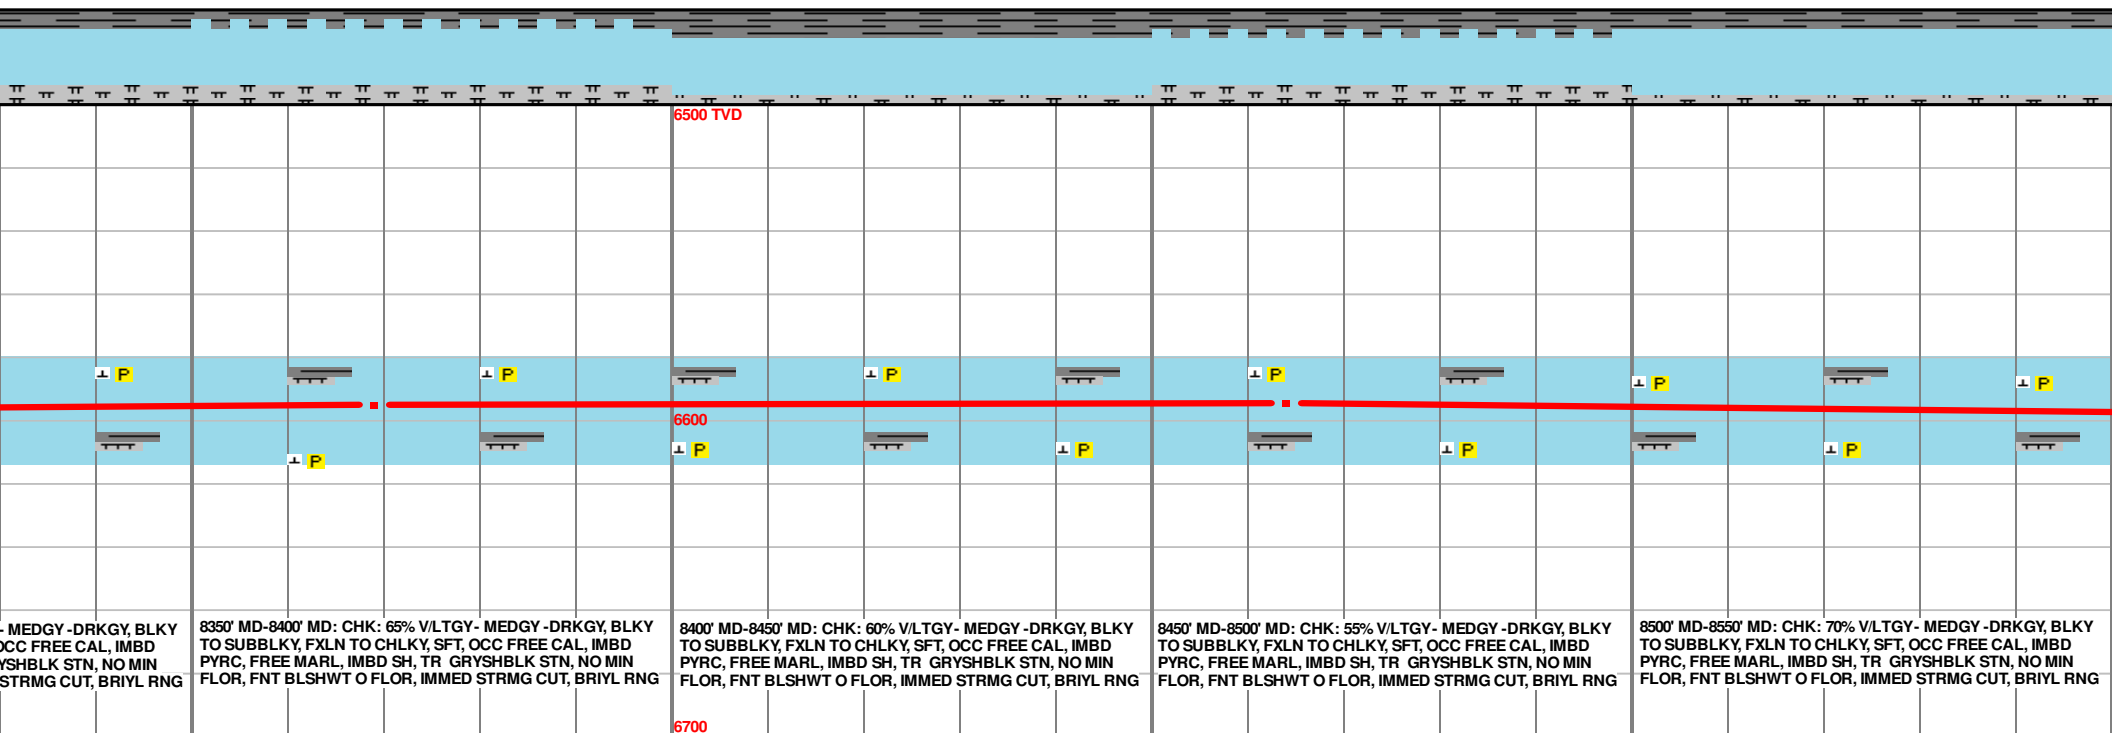 6500 TVD
P
P
P
P
P
P
P
6600
P
P
P
P
P
- MEDGY -DRKGY, BLKY
OCC FREE CAL, IMBD
YSHBLK STN, NO MIN
STRMG CUT, BRIYL RNG
8350' MD-8400' MD: CHK: 65% V/LTGY- MEDGY -DRKGY, BLKY
TO SUBBLKY, FXLN TO CHLKY, SFT, OCC FREE CAL, IMBD
PYRC, FREE MARL, IMBD SH, TR GRYSHBLK STN, NO MIN
FLOR, FNT BLSHWT O FLOR, IMMED STRMG CUT, BRIYL RNG
8400' MD-8450' MD: CHK: 60% V/LTGY- MEDGY -DRKGY, BLKY
TO SUBBLKY, FXLN TO CHLKY, SFT, OCC FREE CAL, IMBD
PYRC, FREE MARL, IMBD SH, TR GRYSHBLK STN, NO MIN
FLOR, FNT BLSHWT O FLOR, IMMED STRMG CUT, BRIYL RNG
8450' MD-8500' MD: CHK: 55% V/LTGY- MEDGY -DRKGY, BLKY
TO SUBBLKY, FXLN TO CHLKY, SFT, OCC FREE CAL, IMBD
PYRC, FREE MARL, IMBD SH, TR GRYSHBLK STN, NO MIN
FLOR, FNT BLSHWT O FLOR, IMMED STRMG CUT, BRIYL RNG
8500' MD-8550' MD: CHK: 70% V/LTGY- MEDGY -DRKGY, BLKY
TO SUBBLKY, FXLN TO CHLKY, SFT, OCC FREE CAL, IMBD
PYRC, FREE MARL, IMBD SH, TR GRYSHBLK STN, NO MIN
FLOR, FNT BLSHWT O FLOR, IMMED STRMG CUT, BRIYL RNG
6700